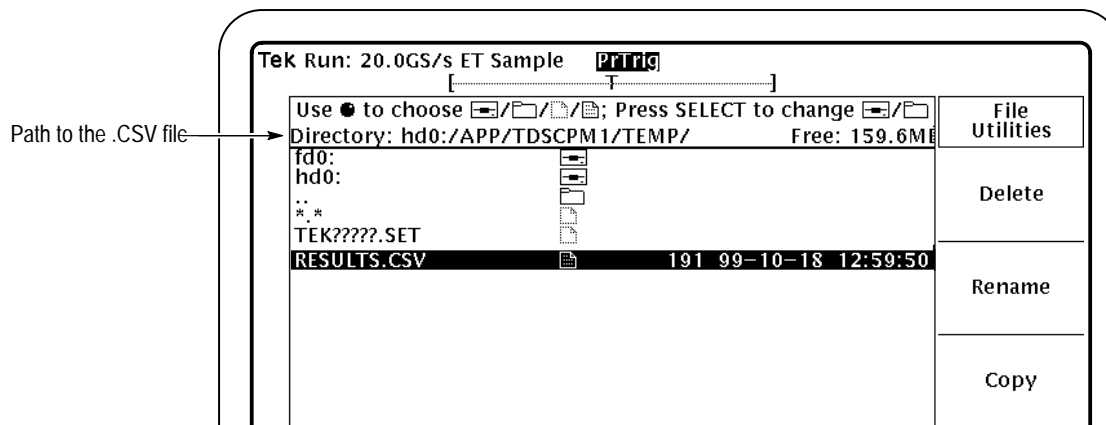 Tek Run: 20.0GS/s ET Sample PrTrig
[ T ]
Use to choose / / / ; Press SELECT to change /
Path to the .CSV file
Directory: hd0:/APP/TDSCPM1/TEMP/ Free: 159.6M
fd0:
hd0:
..
*.*
TEK?????.SET
RESULTS.CSV 191 99-10-18 12:59:50
File
Utilities
Delete
Rename
Copy